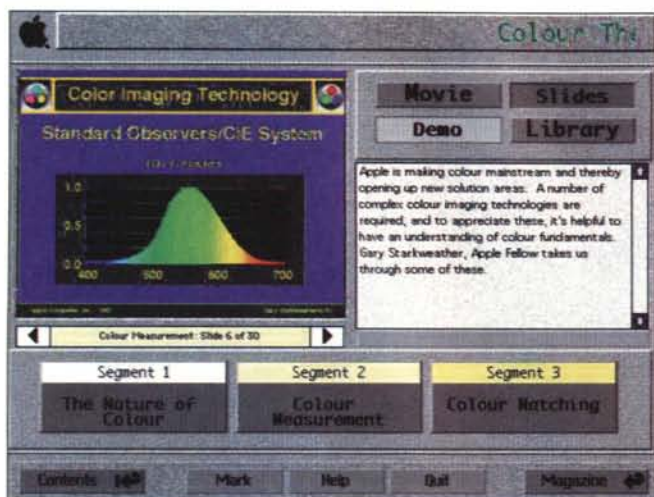 Colour The
Color Imaging Technology
Standard Observers/CIE System
1.0
0.5
0.0
400 500 600 700
Colour Measurement: Slide 6 of 30
Movie
Slides
Demo
Library
Apple is making colour mainstream and thereby
opening up new solution areas. A number of
complex colour imaging technologies are
required, and to appreciate these, it's helpful to
have an understanding of colour fundamentals.
Gary Starkweather, Apple Fellow takes us
through some of these.
Segment 1
The Nature of
Colour
Segment 2
Colour
Measurement
Segment 3
Colour Matching
Contents
Mark
Help
Quit
Magazine